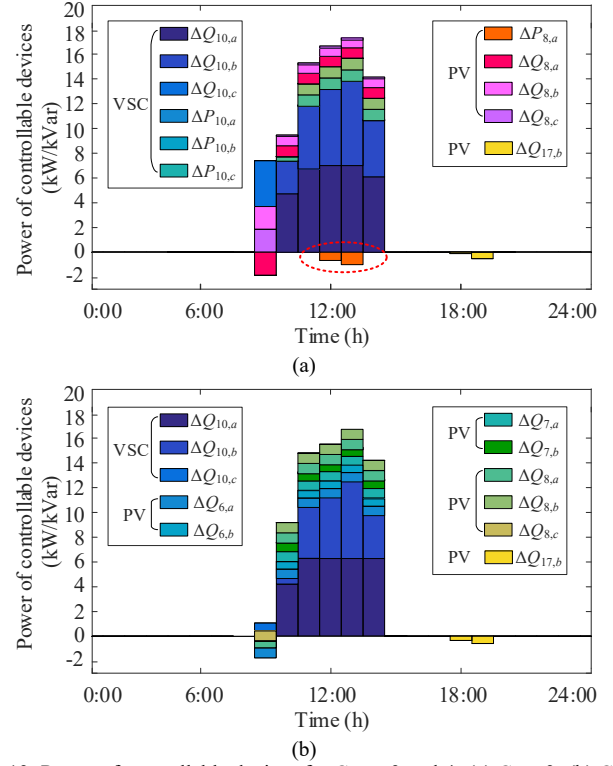 Power of controllable devices
(kW/kVar)
20
18
16
14
12
10
8
6
4
2
0
-2
VSC
ΔQ10,a
ΔQ10,b
ΔQ10,c
ΔP10,a
ΔP10,b
ΔP10,c
PV
ΔP8,a
ΔQ8,a
ΔQ8,b
ΔQ8,c
PV
ΔQ17,b
0:00
6:00
12:00
18:00
24:00
Time (h)
(a)
Power of controllable devices
(kW/kVar)
20
18
16
14
12
10
8
6
4
2
0
-2
VSC
ΔQ10,a
ΔQ10,b
ΔQ10,c
PV
ΔQ6,a
ΔQ6,b
PV
ΔQ7,a
ΔQ7,b
PV
ΔQ8,a
ΔQ8,b
ΔQ8,c
PV
ΔQ17,b
0:00
6:00
12:00
18:00
24:00
Time (h)
(b)